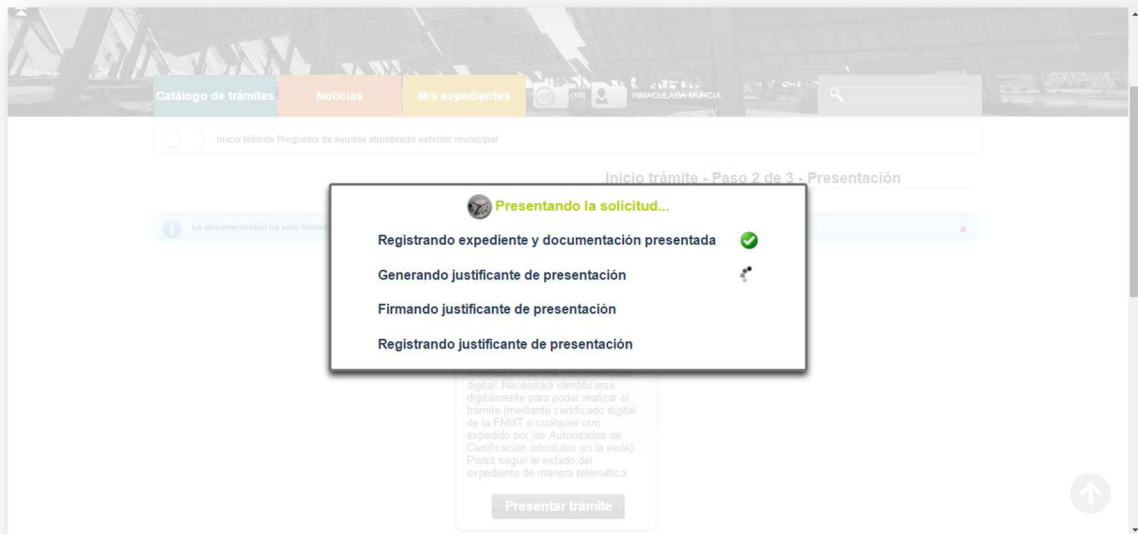 Catálogo de trámites
Noticias
Mis expedientes
INMACULADA MURCIA
Inicio trámite Programa de ayudas alumbrado exterior municipal
Inicio trámite - Paso 2 de 3 - Presentación
La documentación ha sido firmad
Presentando la solicitud...
Registrando expediente y documentación presentada
Generando justificante de presentación
Firmando justificante de presentación
Registrando justificante de presentación
digital. Necesitará identificarse
digitalmente para poder realizar el
trámite (mediante certificado digital
de la FNMT o cualquier otro
expedido por las Autoridades de
Certificación admitidos en la sede).
Podrá seguir el estado del
expediente de manera telemática
Presentar trámite